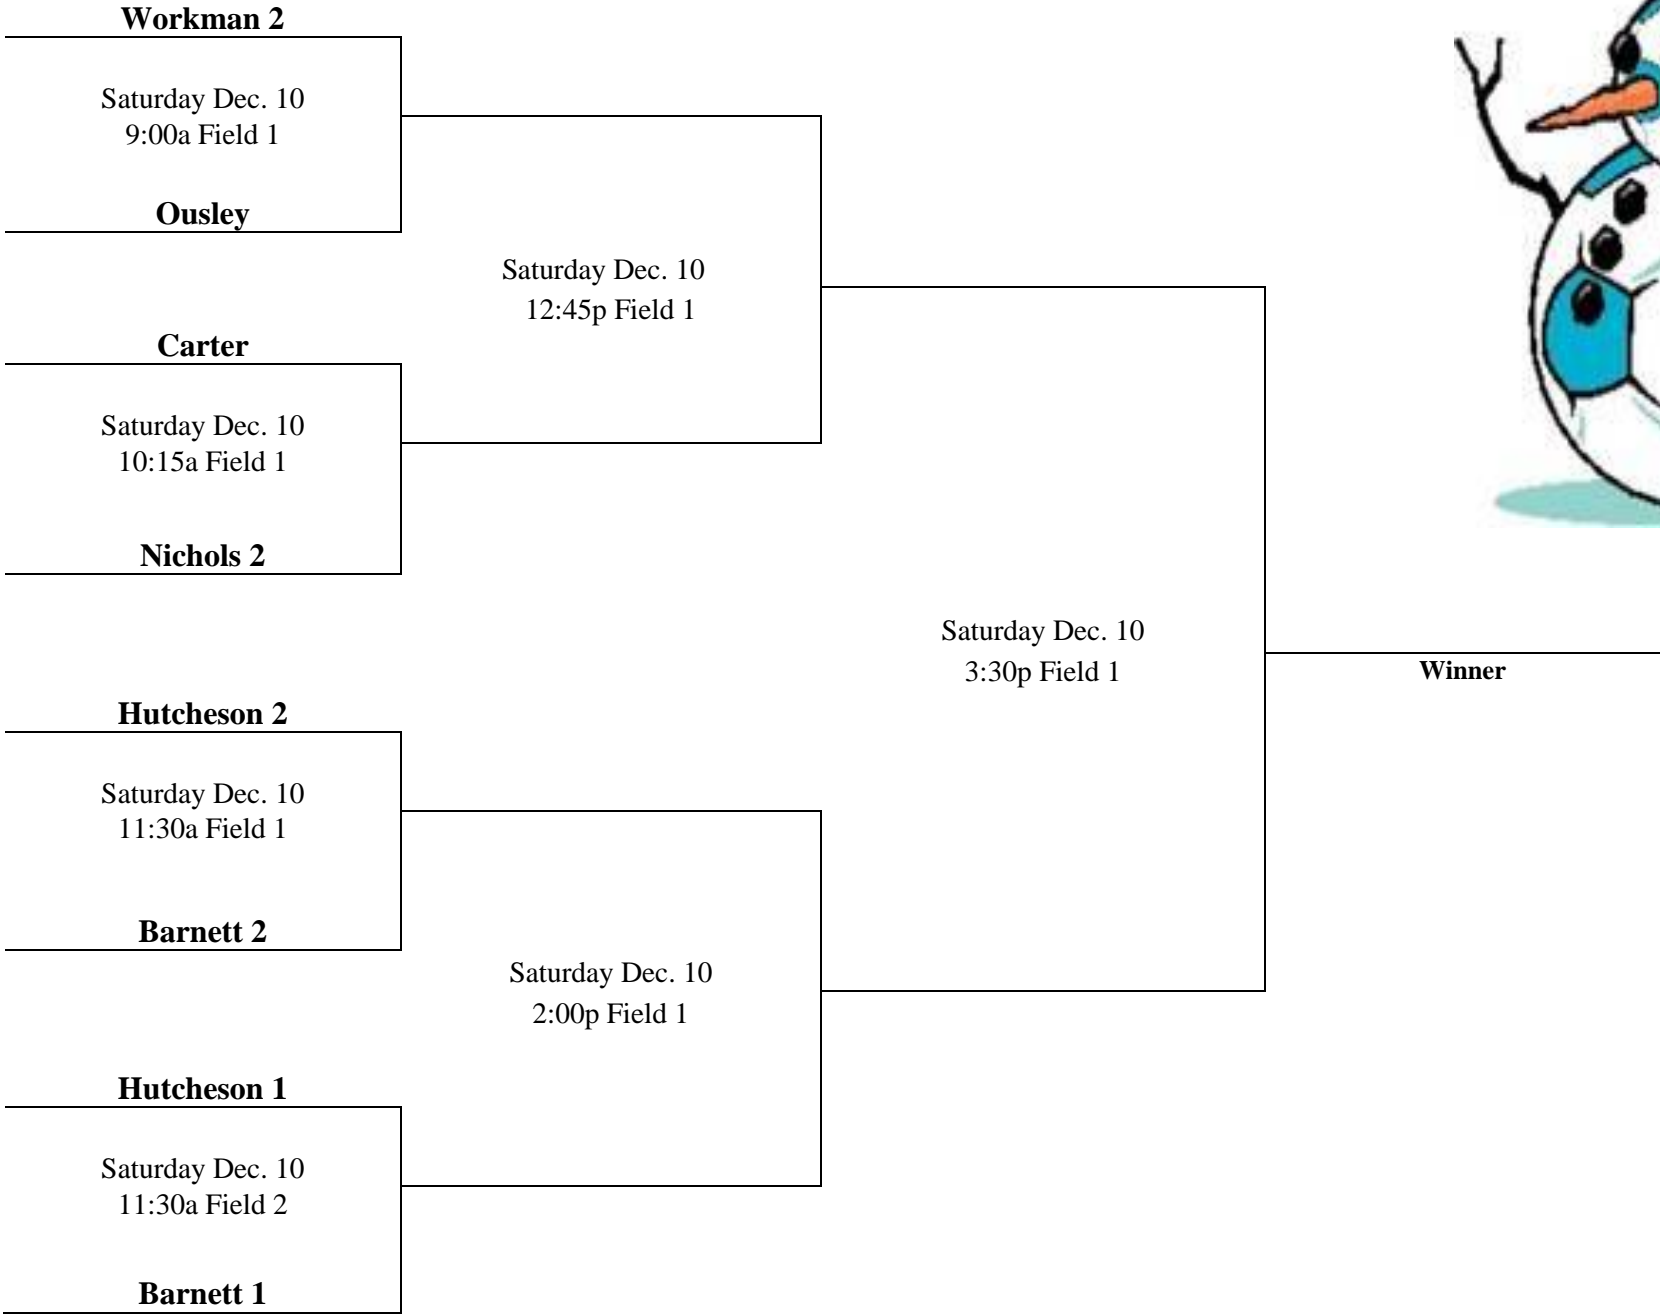 Workman 2
Saturday Dec. 10
9:00a Field 1
Ousley
Saturday Dec. 10
12:45p Field 1
Carter
Saturday Dec. 10
10:15a Field 1
Nichols 2
Saturday Dec. 10
3:30p Field 1
Winner
Hutcheson 2
Saturday Dec. 10
11:30a Field 1
Barnett 2
Saturday Dec. 10
2:00p Field 1
Hutcheson 1
Saturday Dec. 10
11:30a Field 2
Barnett 1